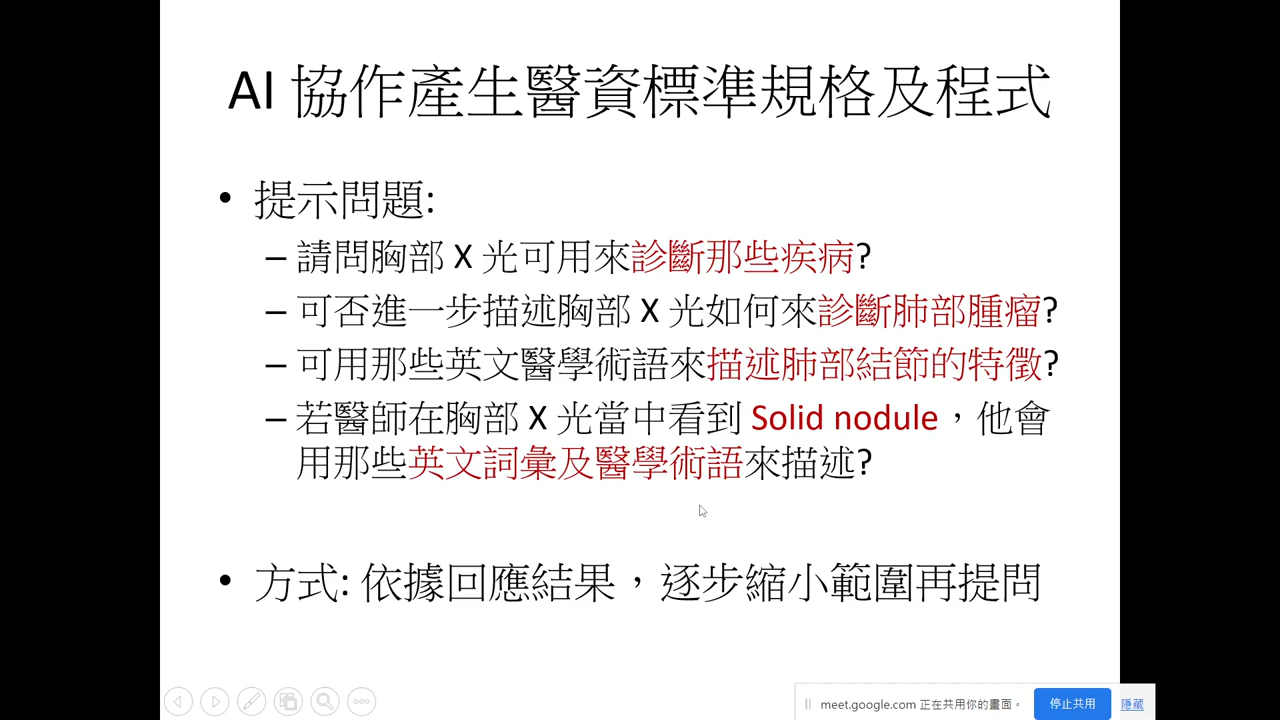 AI 協作產生醫資標準規格及程式
• 提示問題:
– 請問胸部 X 光可用來診斷那些疾病?
– 可否進一步描述胸部 X 光如何來診斷肺部腫瘤?
– 可用那些英文醫學術語來描述肺部結節的特徵?
– 若醫師在胸部 X 光當中看到 Solid nodule，他會
用那些英文詞彙及醫學術語來描述?
• 方式: 依據回應結果，逐步縮小範圍再提問
meet.google.com 正在共用你的畫面。 停止共用 隱藏